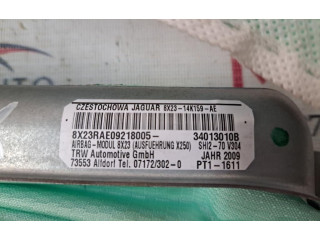 CZESTOCHOWA JAGUAR 8X23-14K159-AE
8X23RAE09218005- 34013010B
AIRBAG-MODUL 8X23 (AUSFUEHRUNG X250) SHI2-70 V304
TRW Automotive GmbH JAHR 2009
73553 Alfdorf Tel. 07172/302-0 PT1-1611